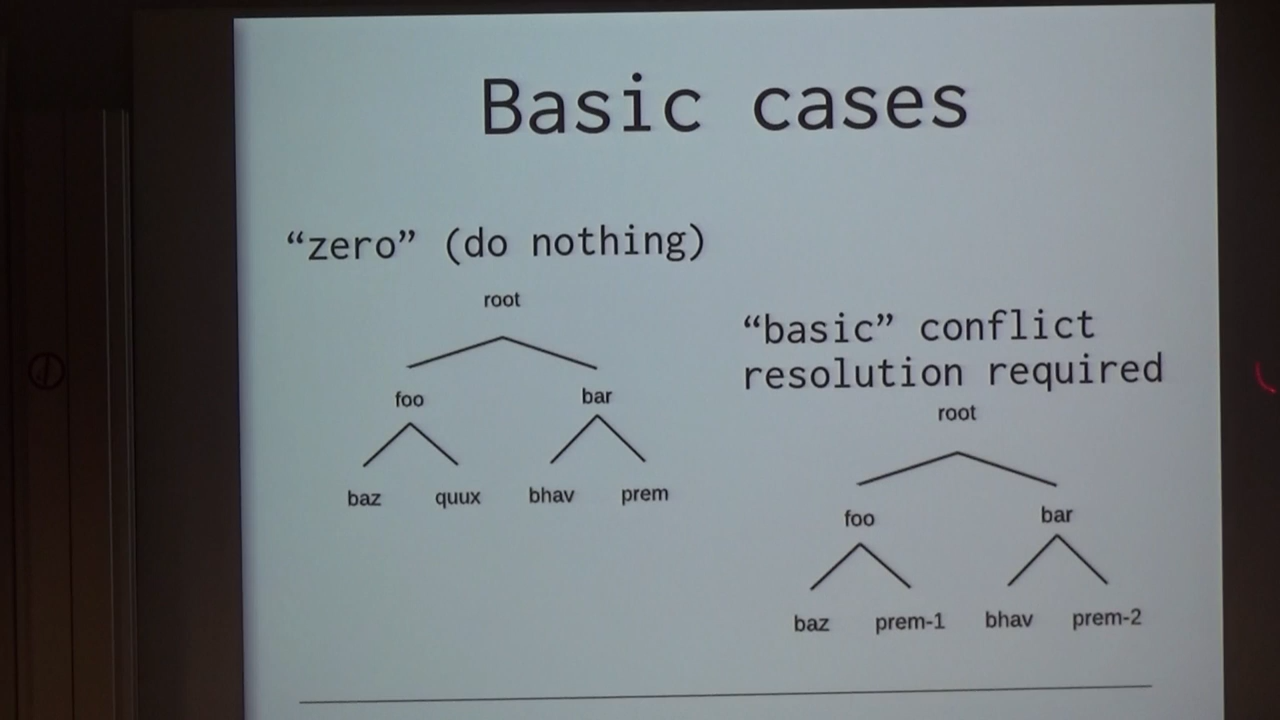 Basic cases
“zero” (do nothing)
root
foo bar
baz quux bhav prem
“basic” conflict
resolution required
root
foo bar
baz prem-1 bhav prem-2